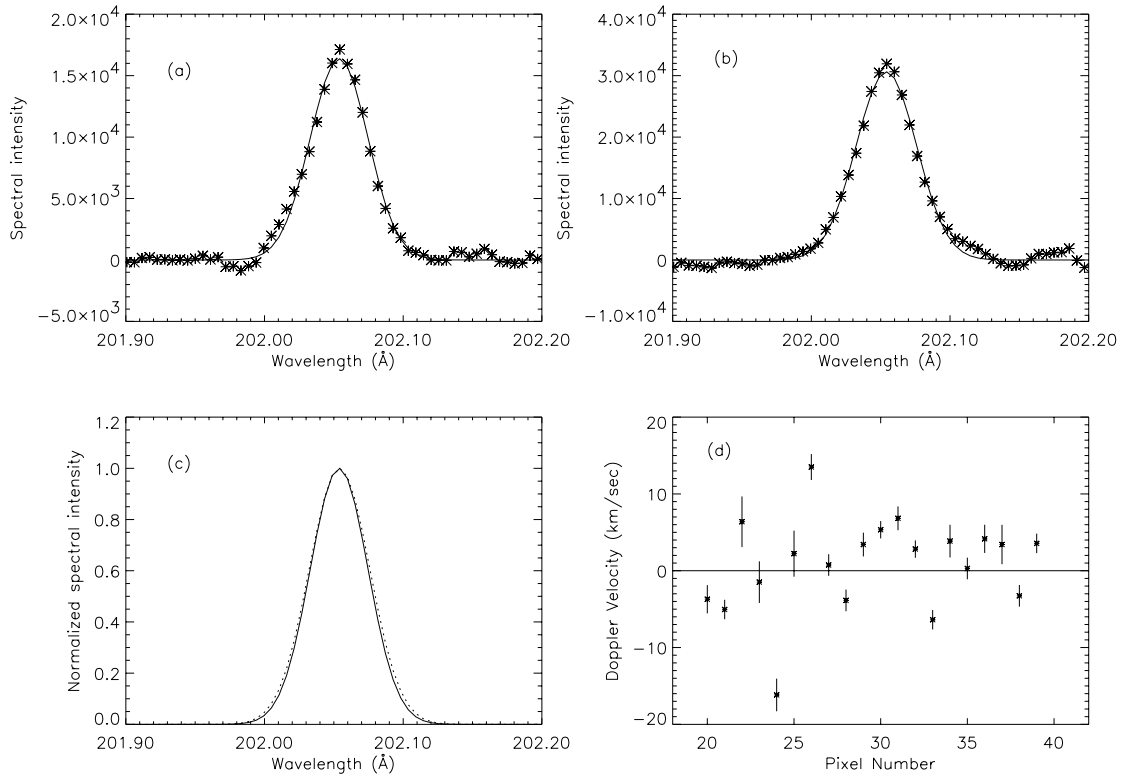 (a)
2.0×10⁴
1.5×10⁴
1.0×10⁴
5.0×10³
0
−5.0×10³
201.90 202.00 202.10 202.20
Wavelength (Å)
Spectral intensity
(b)
4.0×10⁴
3.0×10⁴
2.0×10⁴
1.0×10⁴
0
−1.0×10⁴
201.90 202.00 202.10 202.20
Wavelength (Å)
Spectral intensity
(c)
1.2
1.0
0.8
0.6
0.4
0.2
0.0
201.90 202.00 202.10 202.20
Wavelength (Å)
Normalized spectral intensity
(d)
20
10
0
−10
−20
20 25 30 35 40
Pixel Number
Doppler Velocity (km/sec)